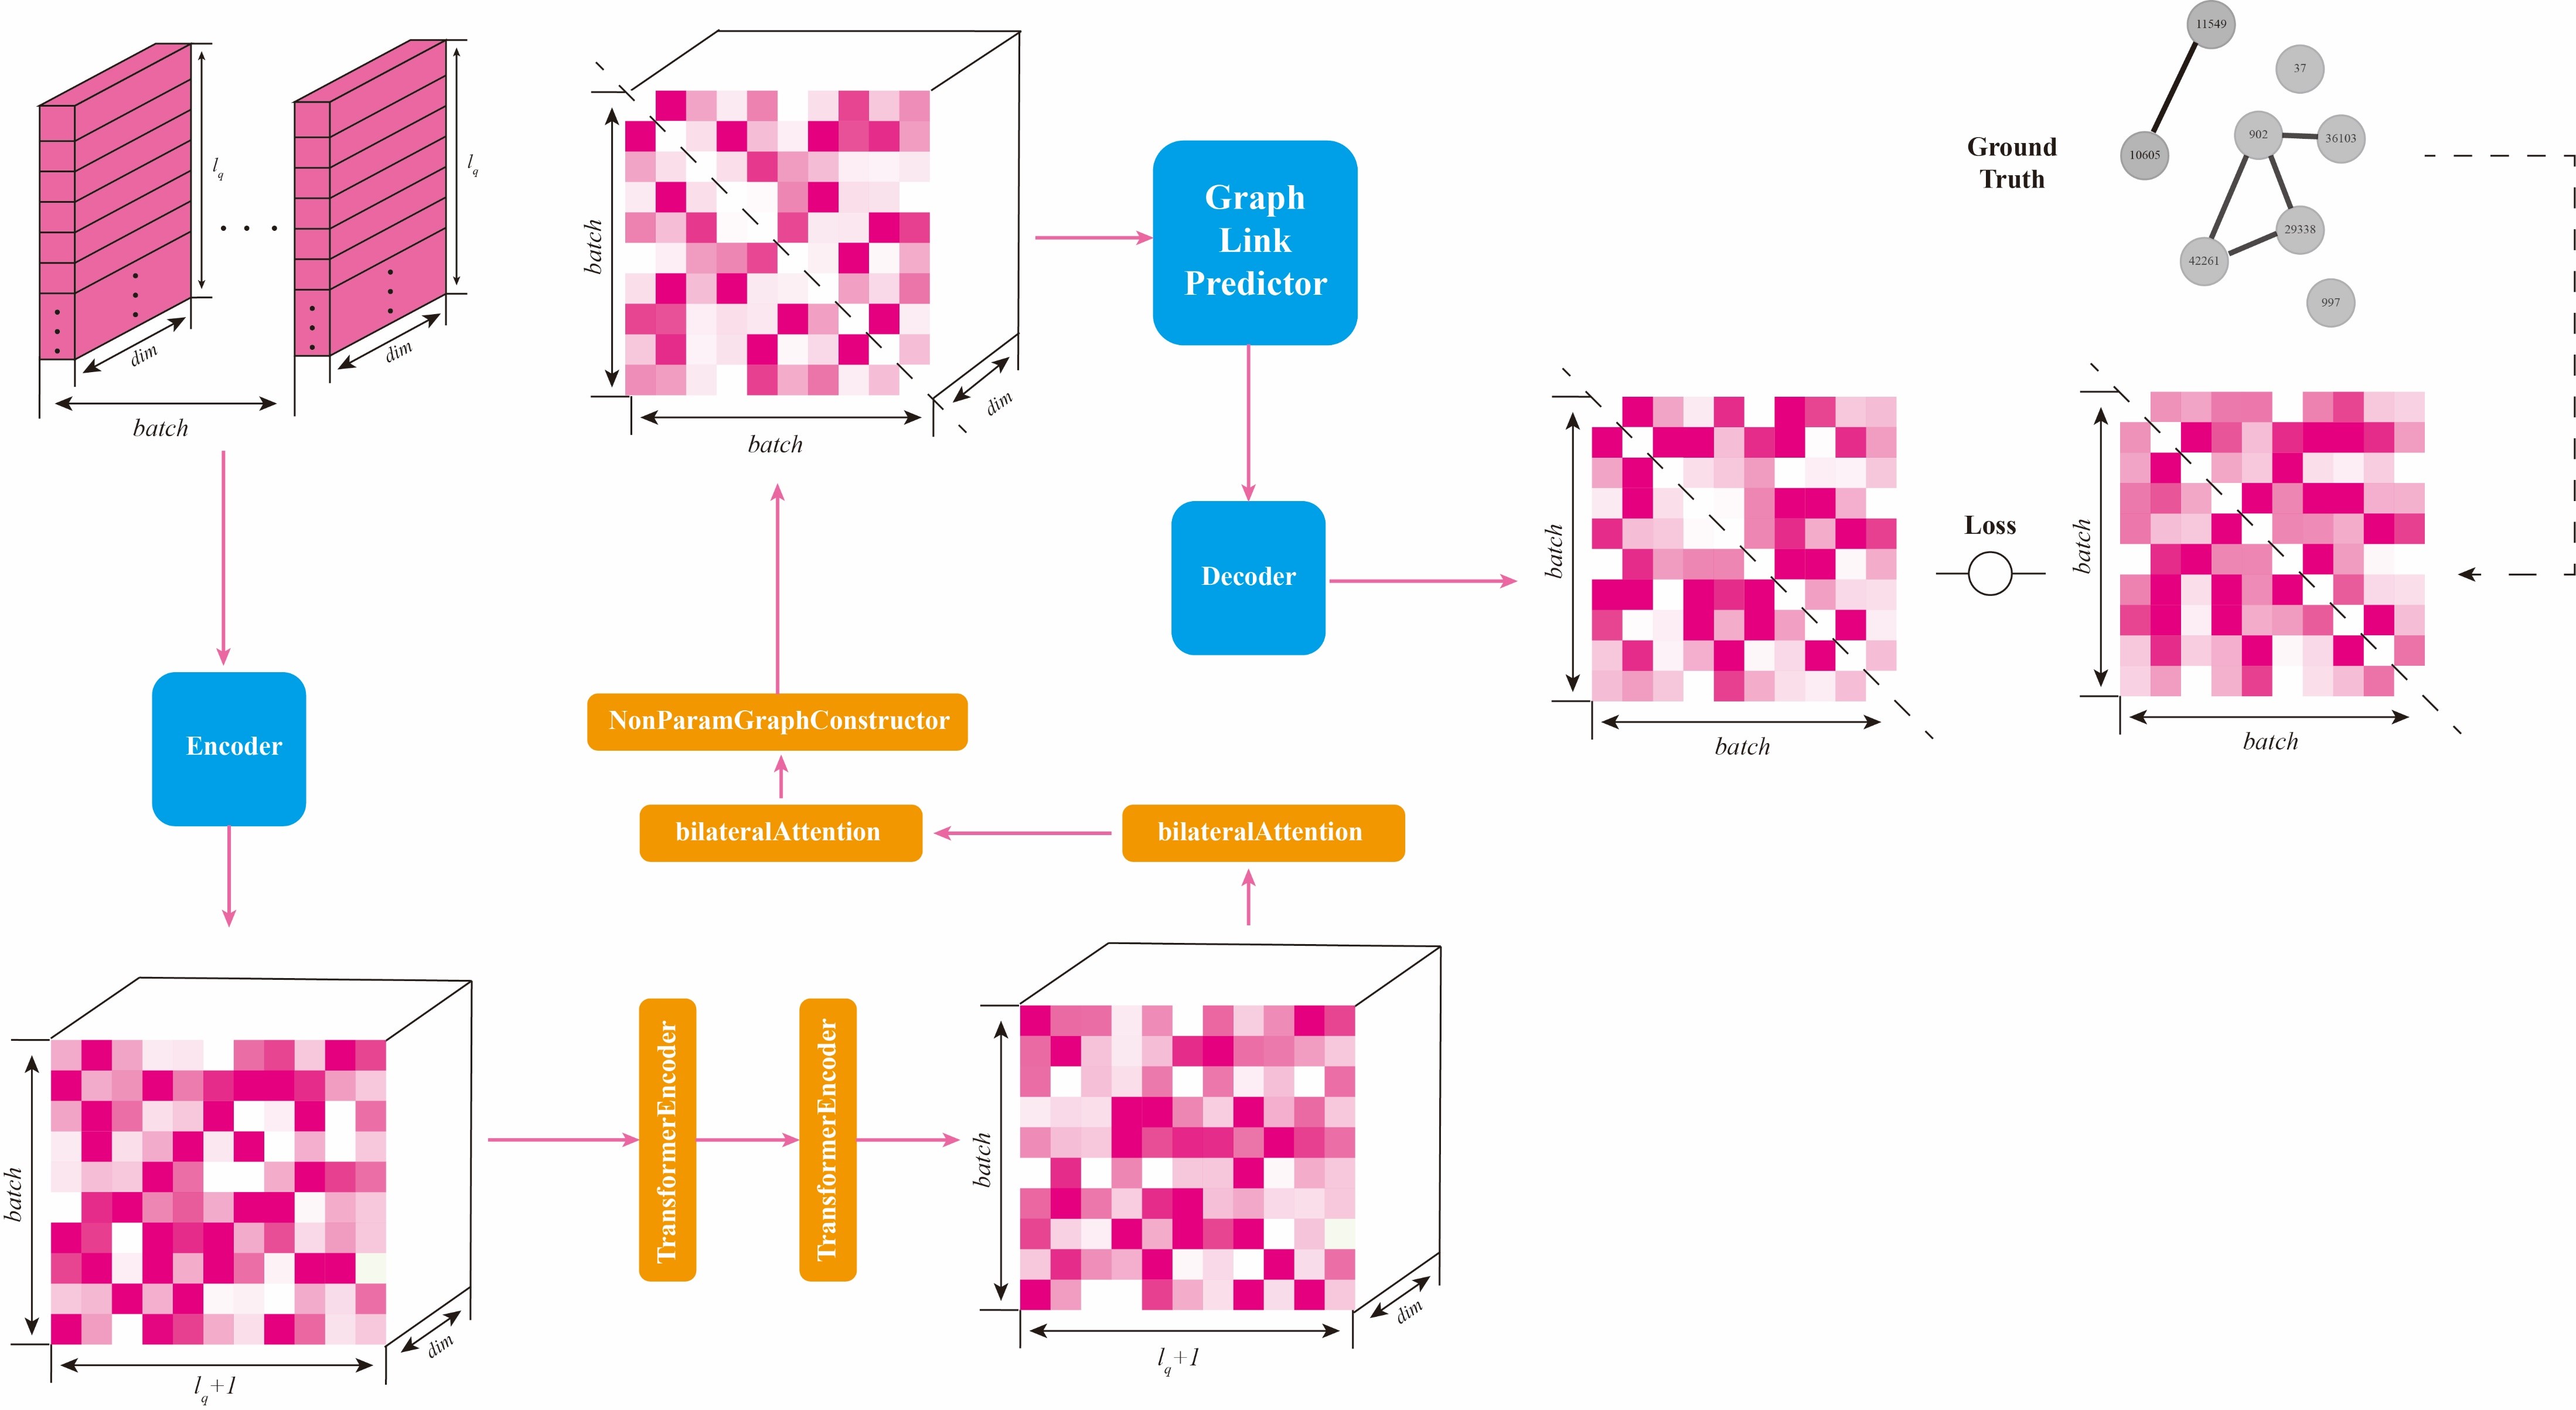 l_q
dim
batch
l_q
dim
batch
batch
dim
Graph
Link
Predictor
Ground
Truth
11549
37
902
36103
10605
29338
42261
997
Encoder
NonParamGraphConstructor
bilateralAttention
bilateralAttention
Decoder
batch
batch
Loss
batch
batch
batch
l_q+1
dim
TransformerEncoder
TransformerEncoder
batch
l_q+1
dim